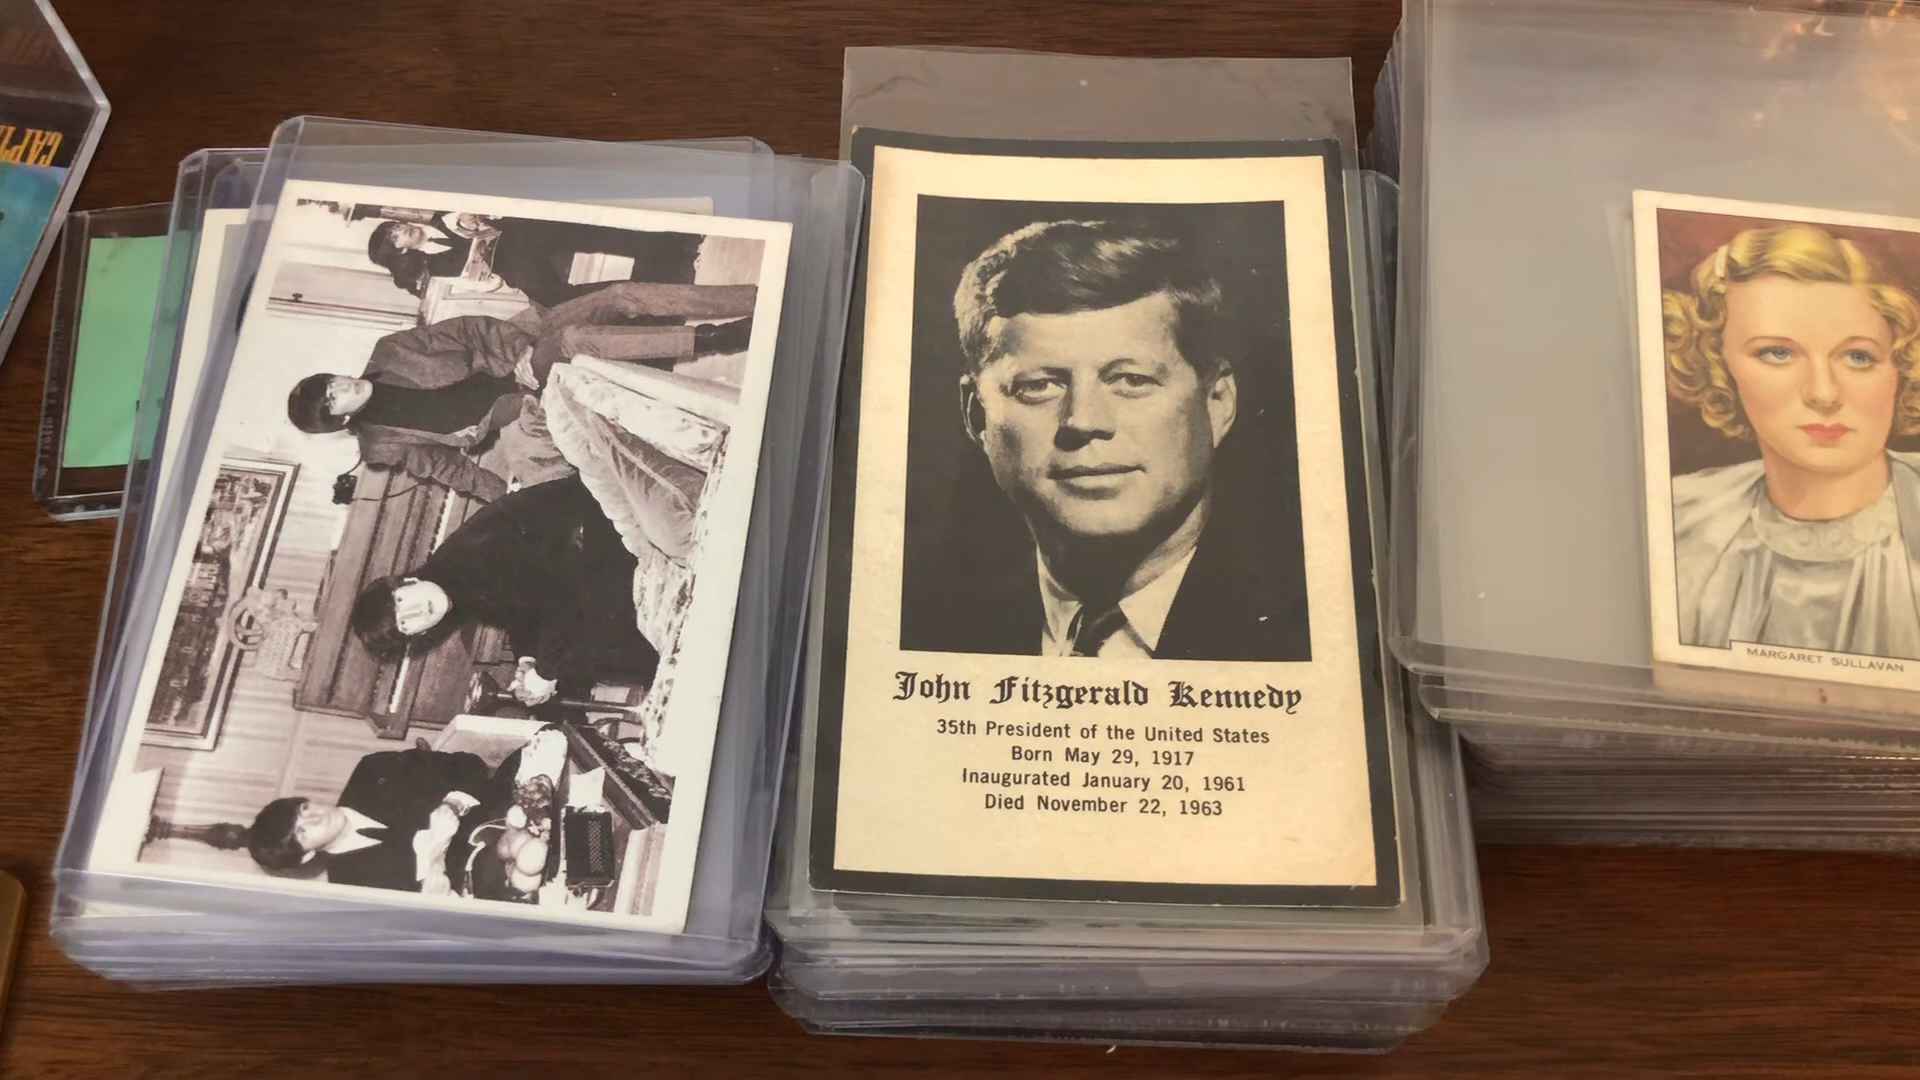 John Fitzgerald Kennedy
35th President of the United States
Born May 29, 1917
Inaugurated January 20, 1961
Died November 22, 1963
MARGARET SULLAVAN